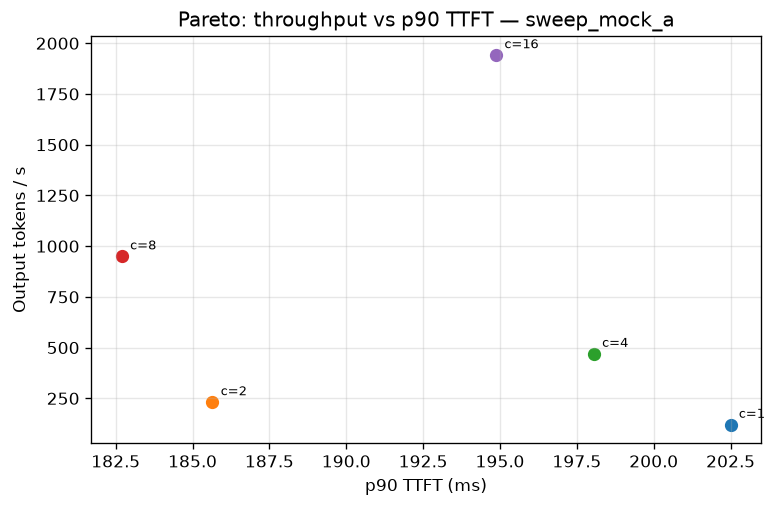 Pareto: throughput vs p90 TTFT — sweep_mock_a
Output tokens / s
2000
1750
1500
1250
1000
750
500
250
c=16
c=8
c=4
c=2
c=1
182.5 185.0 187.5 190.0 192.5 195.0 197.5 200.0 202.5
p90 TTFT (ms)